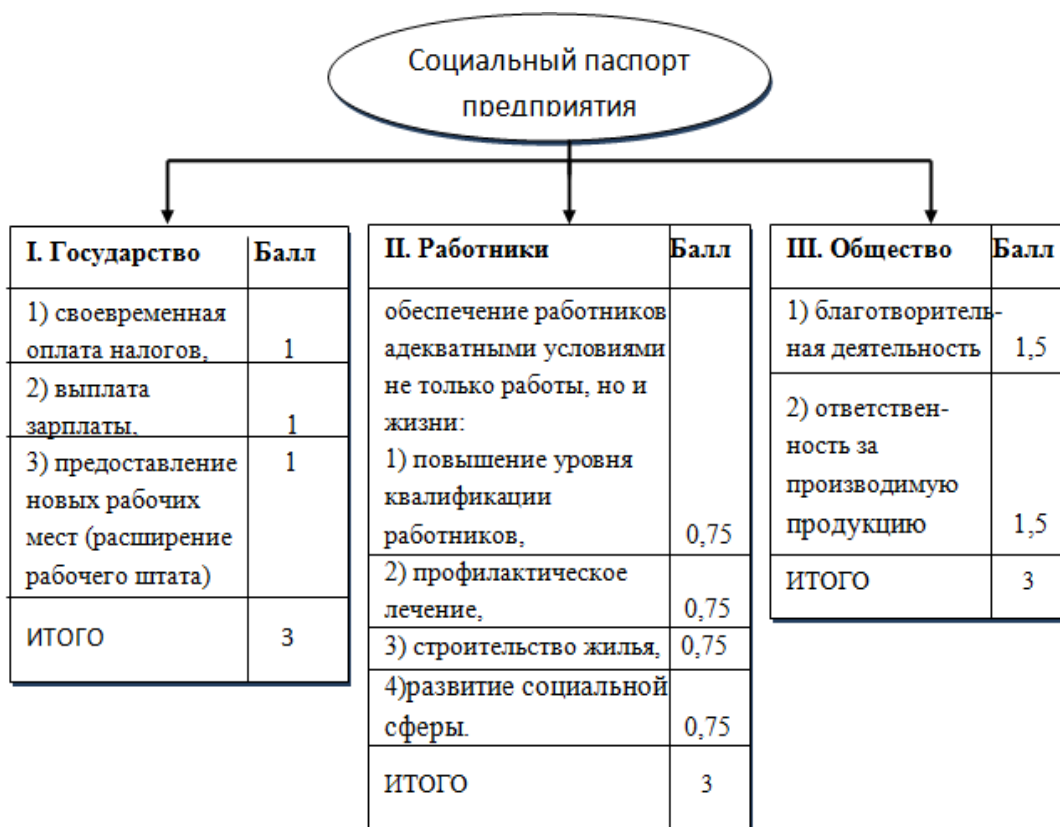 Социальный паспорт
предприятия
I. Государство Балл
1) своевременная
оплата налогов, 1
2) выплата
зарплаты, 1
3) предоставление 1
новых рабочих
мест (расширение
рабочего штата)
ИТОГО 3
II. Работники Балл
обеспечение работников
адекватными условиями
не только работы, но и
жизни:
1) повышение уровня
квалификации
работников, 0,75
2) профилактическое
лечение, 0,75
3) строительство жилья, 0,75
4)развитие социальной
сферы. 0,75
ИТОГО 3
III. Общество Балл
1) благотворитель-
ная деятельность 1,5
2) ответствен-
ность за
производимую
продукцию 1,5
ИТОГО 3